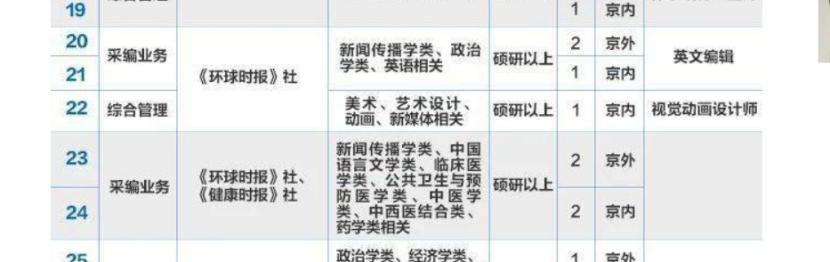 19 1 京内
20 采编业务 新闻传播学类、政治 硕研以上 2 京外 英文编辑
21 《环球时报》社 学类、英语相关 1 京内
22 综合管理 美术、艺术设计、 硕研以上 1 京内 视觉动画设计师
动画、新媒体相关
23 采编业务 《环球时报》社、 新闻传播学类、中国 硕研以上 2 京外
《健康时报》社 语言文学类、临床医
学类、公共卫生与预
防医学类、中医学
24 类、中西医结合类、 2 京内
药学类相关
25 政治学类、经济学类、 1 京外